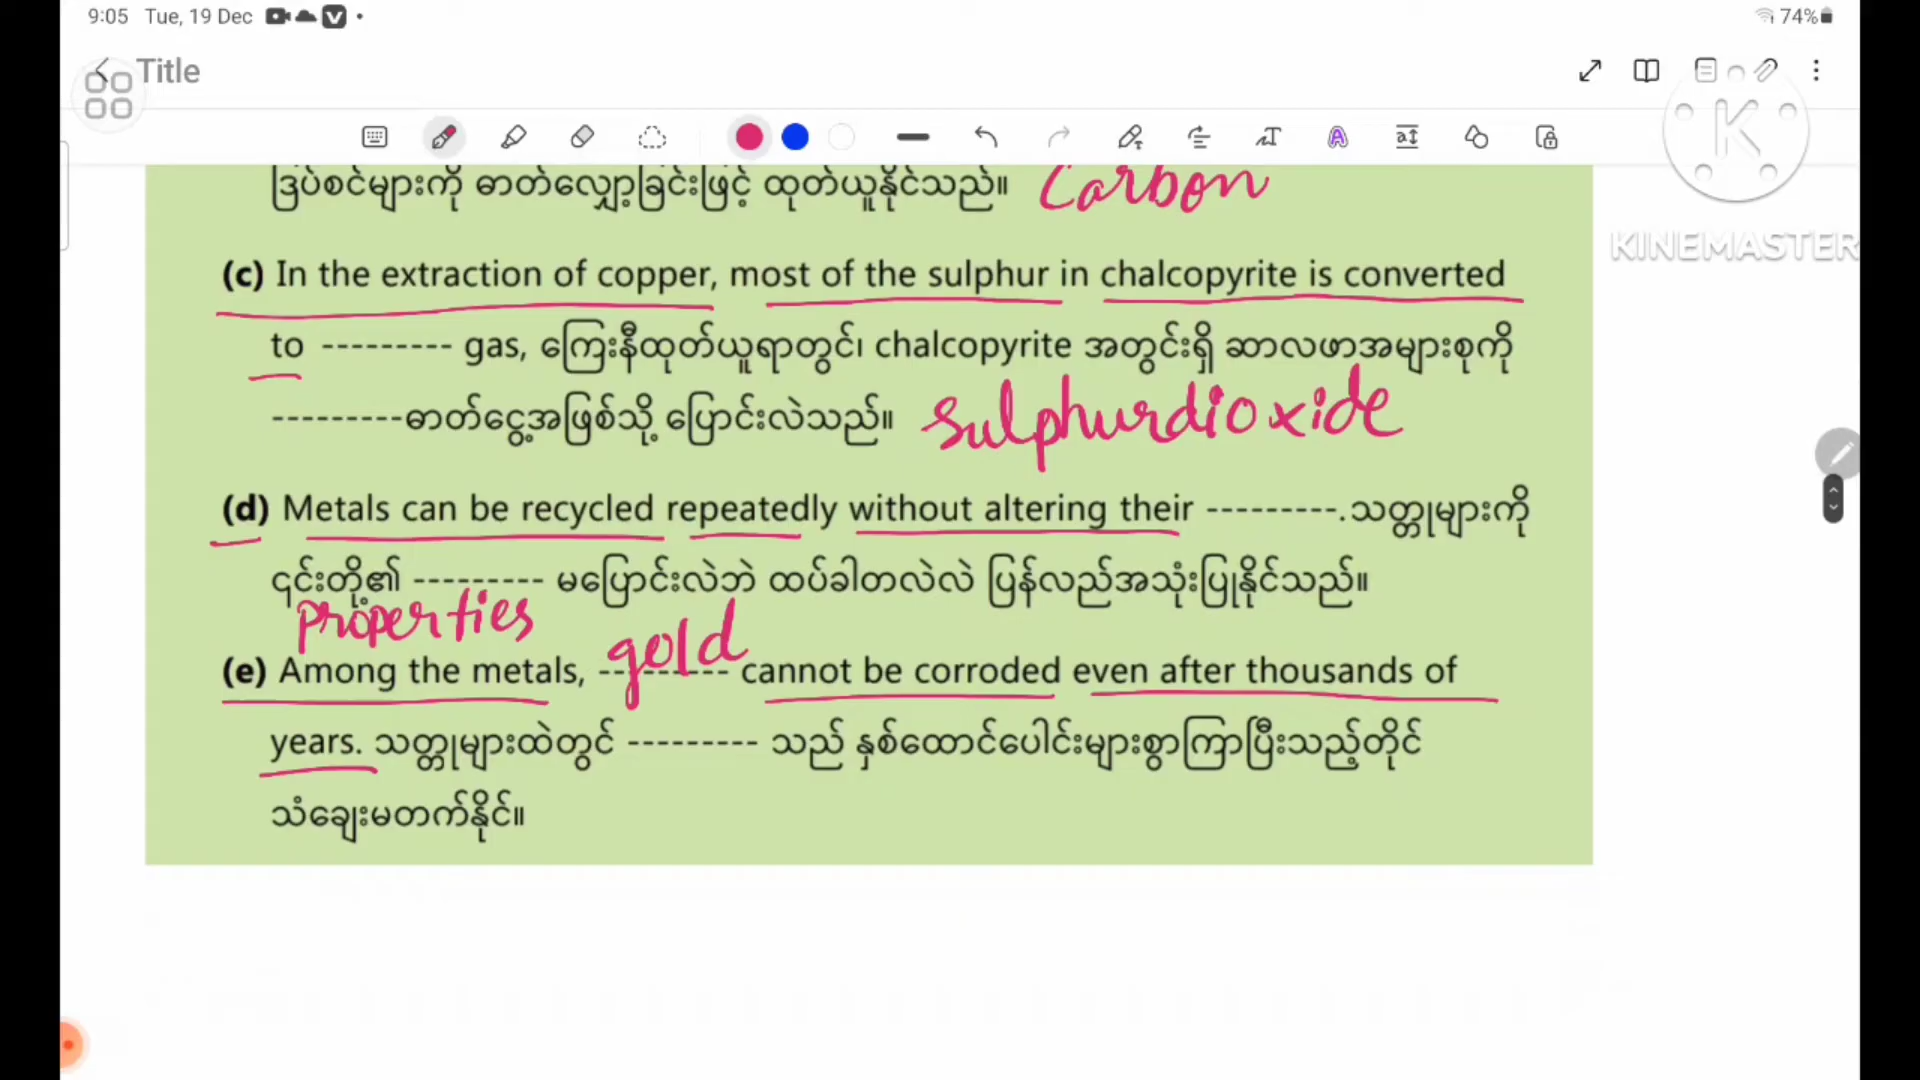 9:05 Tue, 19 Dec
74%
Title
KINEMASTER
ဒြပ်စင်များကို ဓာတ်လျှော့ခြင်းဖြင့် ထုတ်ယူနိုင်သည်။ Carbon
(c) In the extraction of copper, most of the sulphur in chalcopyrite is converted
to --------- gas, ကြေးနီထုတ်ယူရာတွင်၊ chalcopyrite အတွင်းရှိ ဆာလဖာအများစုကို
---------ဓာတ်ငွေ့အဖြစ်သို့ ပြောင်းလဲသည်။ Sulphurdioxide
(d) Metals can be recycled repeatedly without altering their ---------.သတ္တုများကို
၎င်းတို့၏ --------- မပြောင်းလဲဘဲ ထပ်ခါတလဲလဲ ပြန်လည်အသုံးပြုနိုင်သည်။
Properties gold
(e) Among the metals, --------- cannot be corroded even after thousands of
years. သတ္တုများထဲတွင် --------- သည် နှစ်ထောင်ပေါင်းများစွာကြာပြီးသည့်တိုင်
သံချေးမတက်နိုင်။